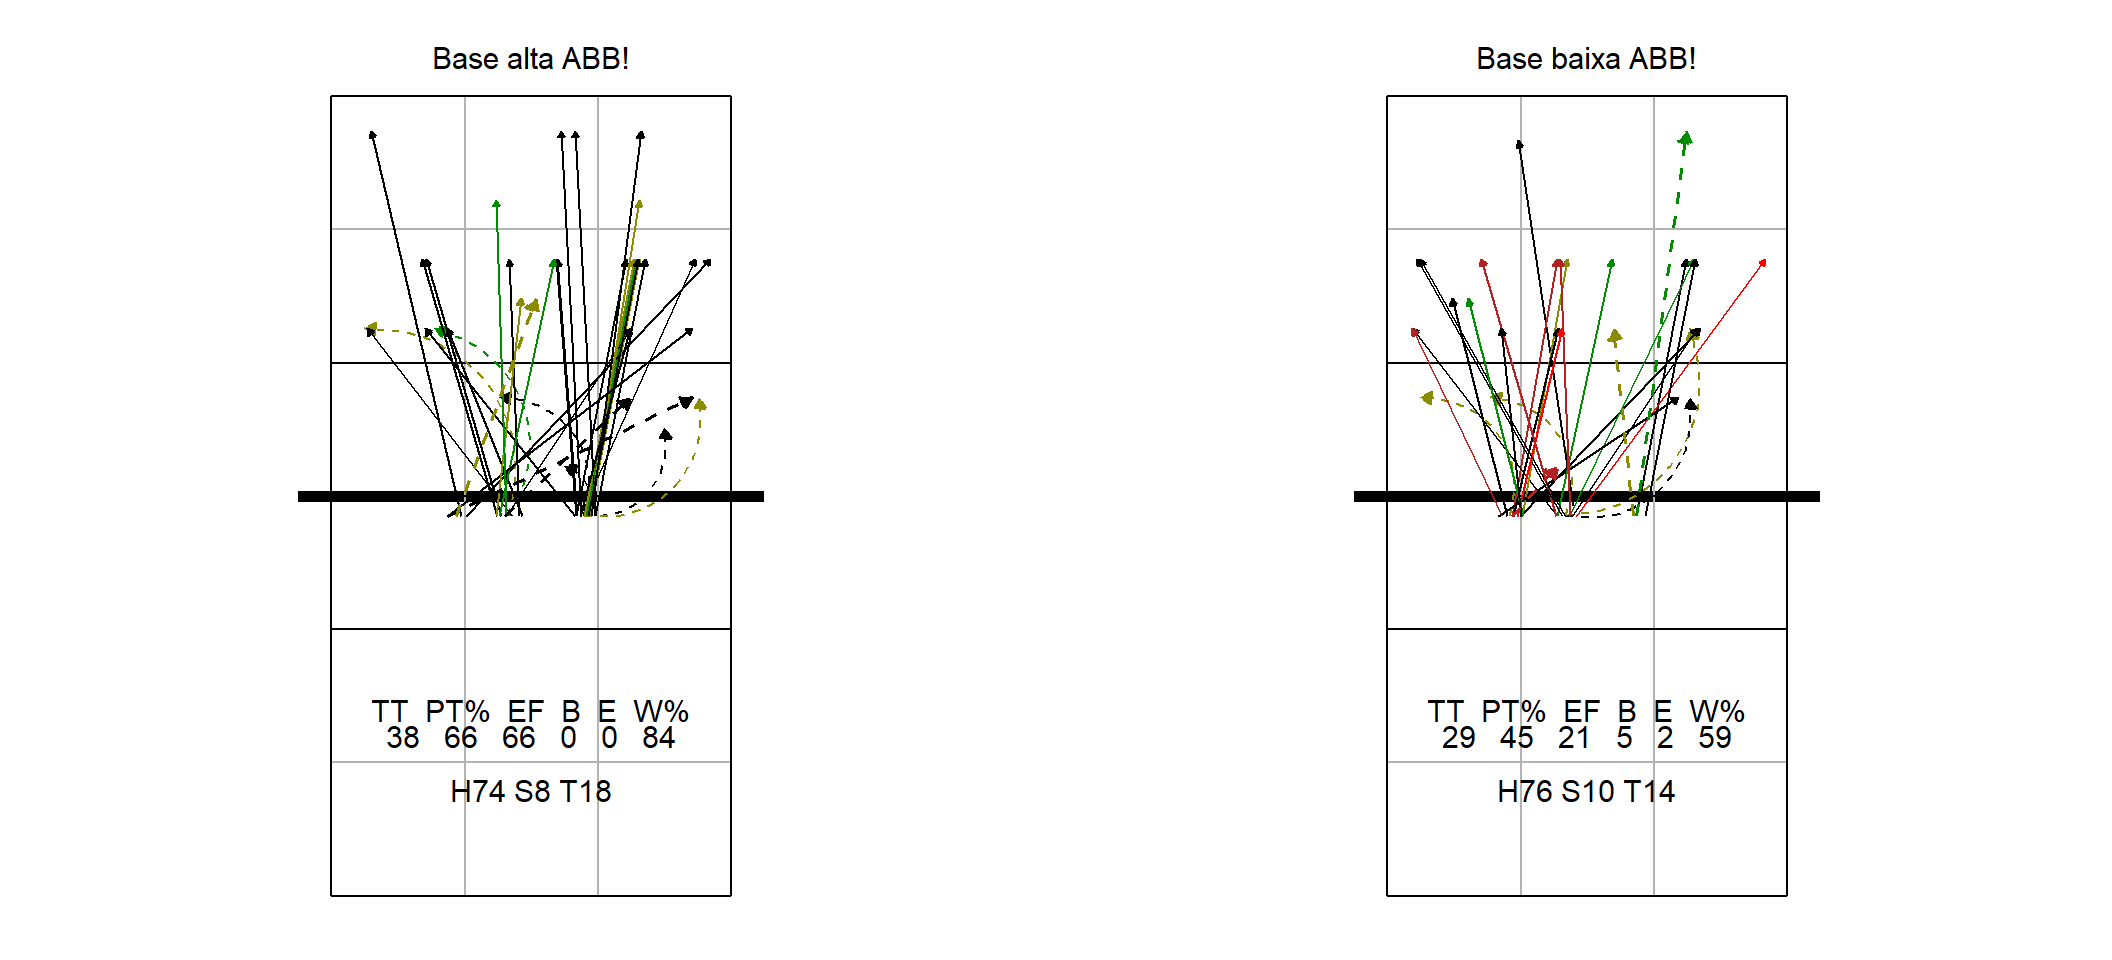 Base alta ABB!
TT PT% EF B E W%
38 66 66 0 0 84
H74 S8 T18
Base baixa ABB!
TT PT% EF B E W%
29 45 21 5 2 59
H76 S10 T14